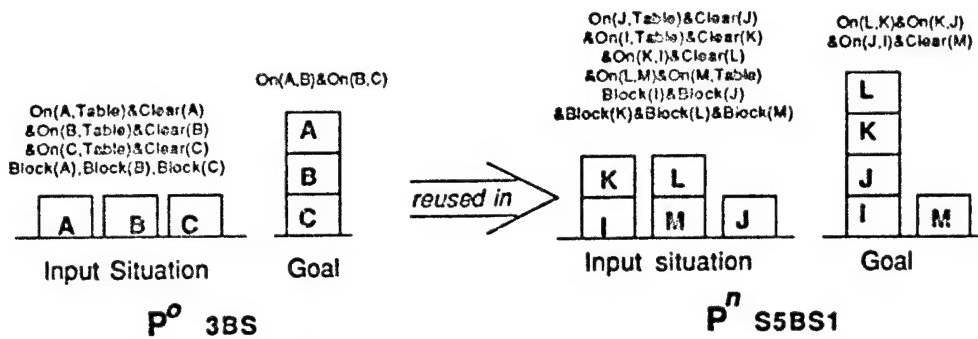 On(A,Table)&Clear(A)
&On(B,Table)&Clear(B)
&On(C,Table)&Clear(C)
Block(A),Block(B),Block(C)
A
B
C
Input Situation
On(A,B)&On(B,C)
A
B
C
Goal
P^o 3BS
reused in
On(J,Table)&Clear(J)
&On(I,Table)&Clear(K)
&On(K,I)&Clear(L)
&On(L,M)&On(M,Table)
Block(I)&Block(J)
&Block(K)&Block(L)&Block(M)
K
L
I
M
J
Input situation
On(L,K)&On(K,J)
&On(J,I)&Clear(M)
L
K
J
I
M
Goal
P^n S5BS1